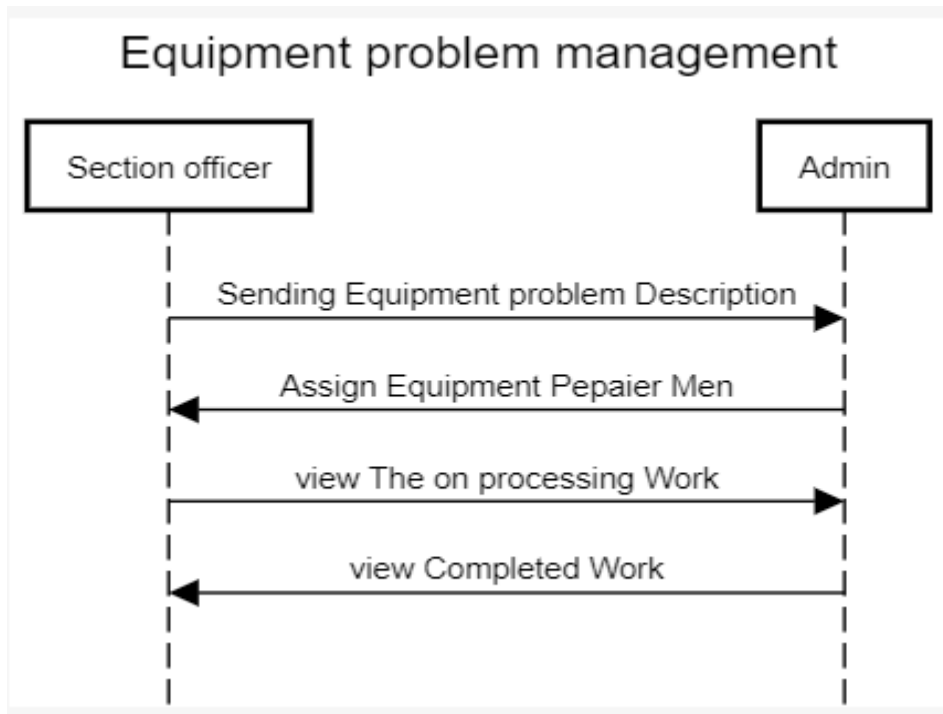 Equipment problem management
Section officer
Admin
Sending Equipment problem Description
Assign Equipment Pepaier Men
view The on processing Work
view Completed Work